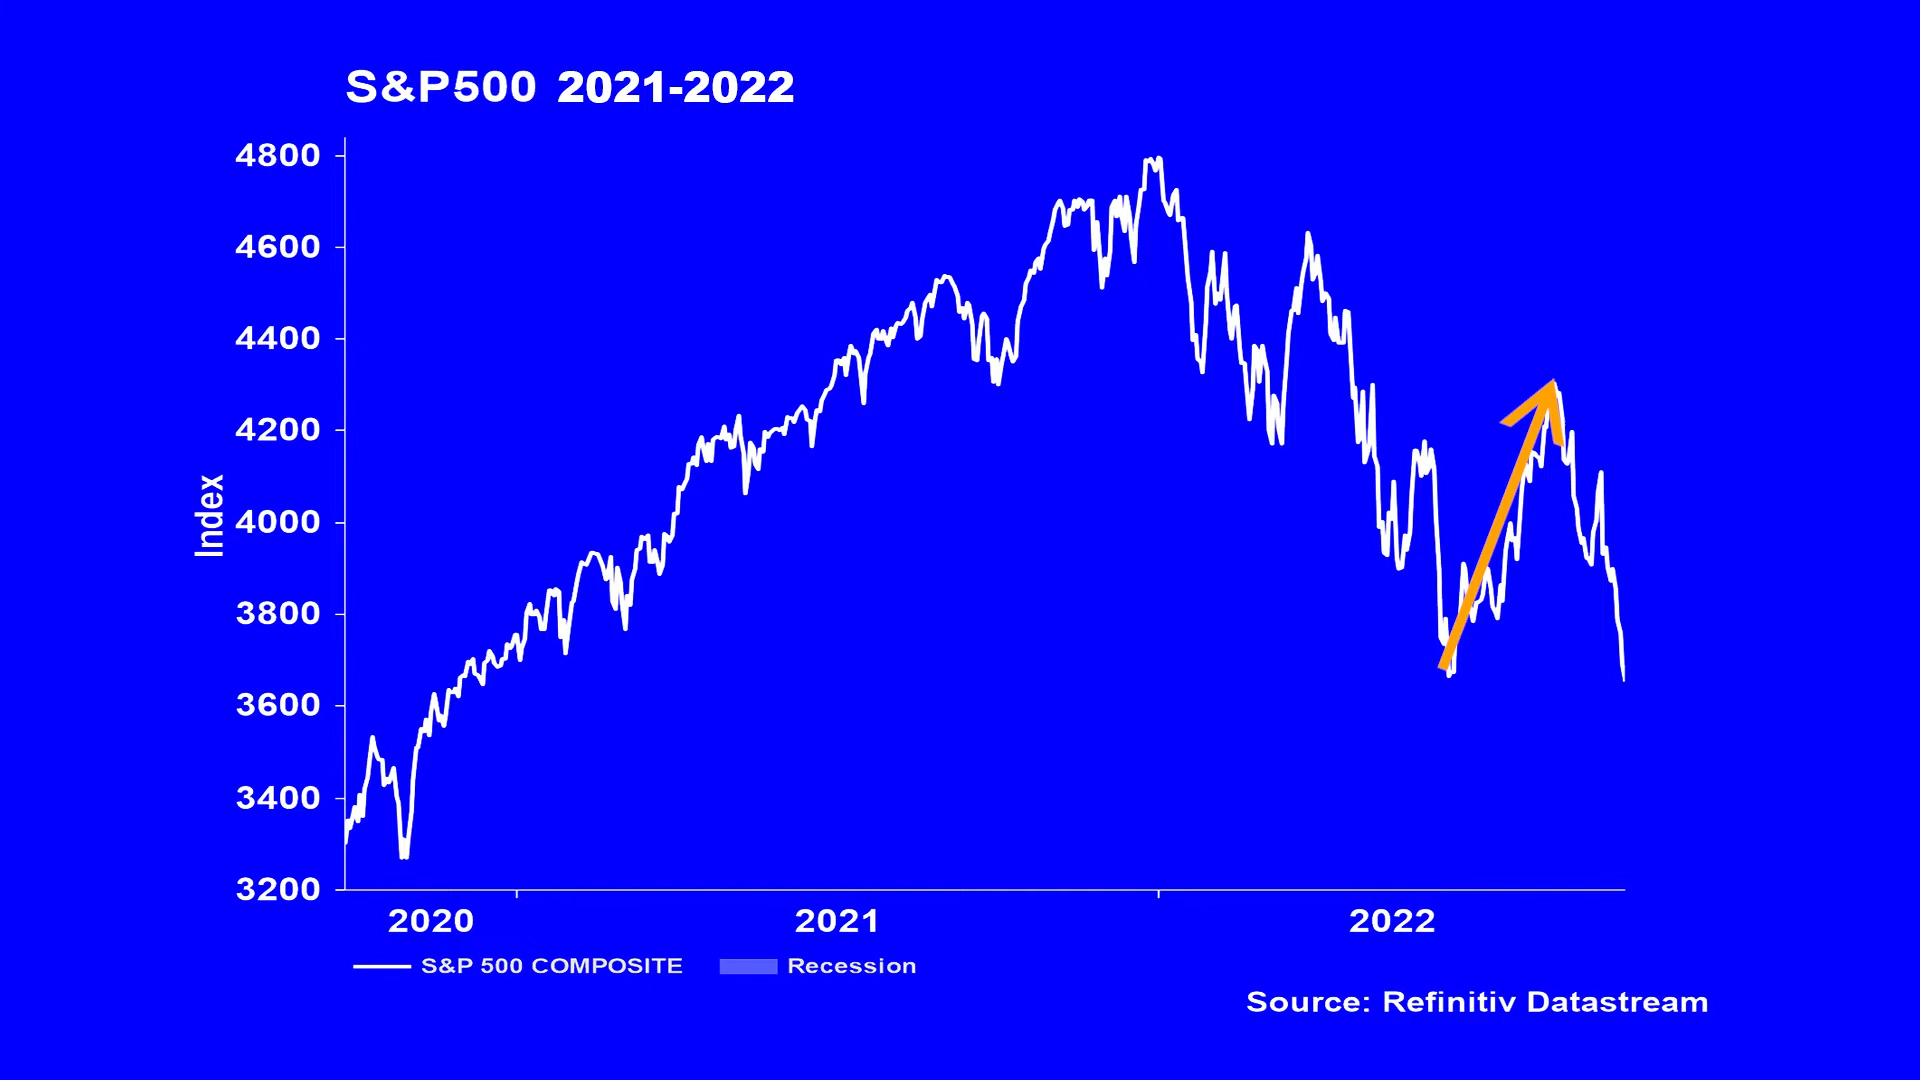 S&P500 2021-2022
4800
4600
4400
4200
4000
3800
3600
3400
3200
Index
2020 2021 2022
S&P 500 COMPOSITE Recession
Source: Refinitiv Datastream